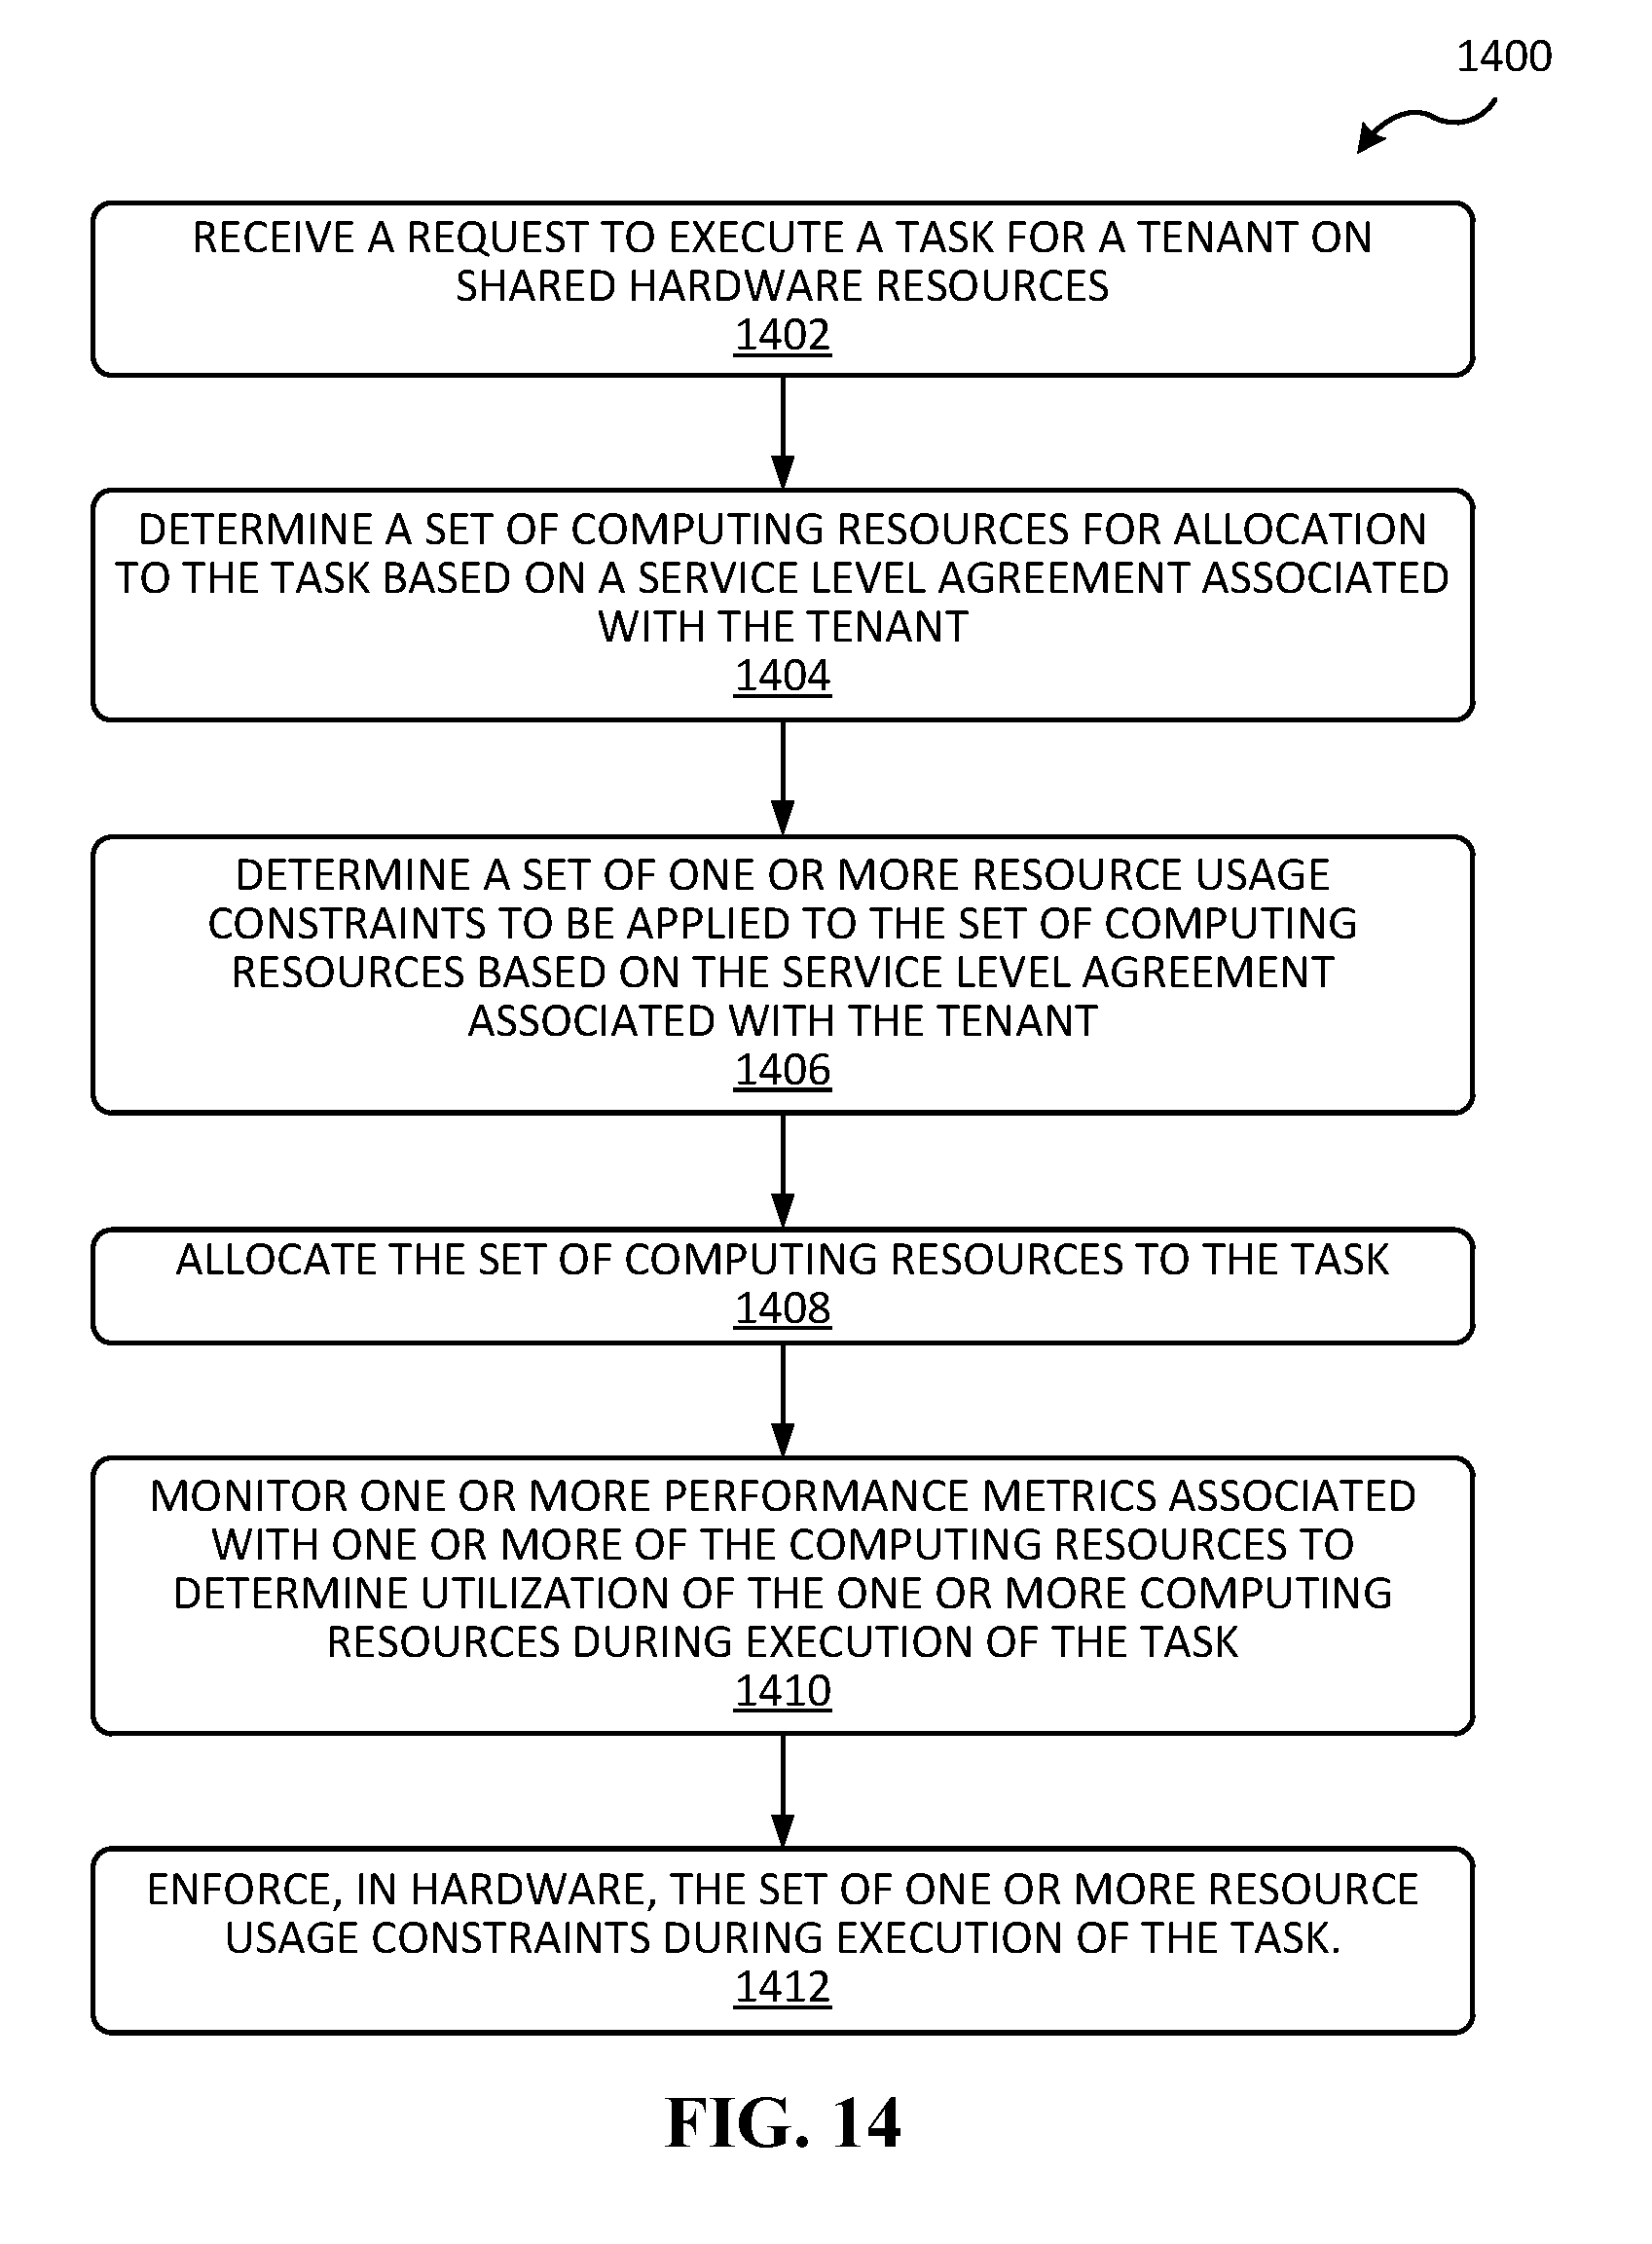 1400
RECEIVE A REQUEST TO EXECUTE A TASK FOR A TENANT ON
SHARED HARDWARE RESOURCES
1402
DETERMINE A SET OF COMPUTING RESOURCES FOR ALLOCATION
TO THE TASK BASED ON A SERVICE LEVEL AGREEMENT ASSOCIATED
WITH THE TENANT
1404
DETERMINE A SET OF ONE OR MORE RESOURCE USAGE
CONSTRAINTS TO BE APPLIED TO THE SET OF COMPUTING
RESOURCES BASED ON THE SERVICE LEVEL AGREEMENT
ASSOCIATED WITH THE TENANT
1406
ALLOCATE THE SET OF COMPUTING RESOURCES TO THE TASK
1408
MONITOR ONE OR MORE PERFORMANCE METRICS ASSOCIATED
WITH ONE OR MORE OF THE COMPUTING RESOURCES TO
DETERMINE UTILIZATION OF THE ONE OR MORE COMPUTING
RESOURCES DURING EXECUTION OF THE TASK
1410
ENFORCE, IN HARDWARE, THE SET OF ONE OR MORE RESOURCE
USAGE CONSTRAINTS DURING EXECUTION OF THE TASK.
1412
FIG. 14